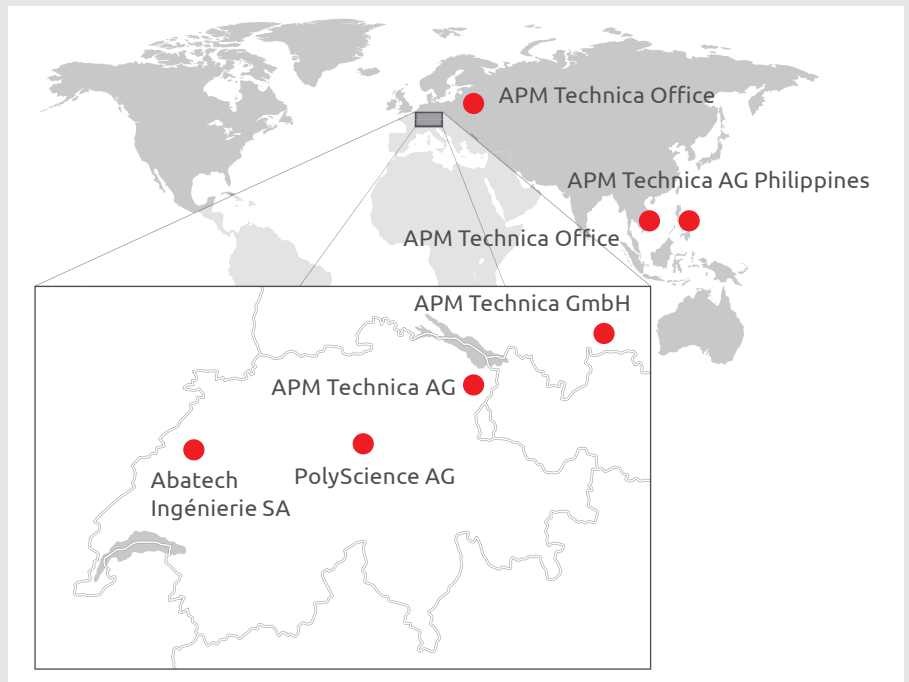 APM Technica Office
APM Technica AG Philippines
APM Technica Office
APM Technica GmbH
APM Technica AG
Abatech
Ingénierie SA
PolyScience AG